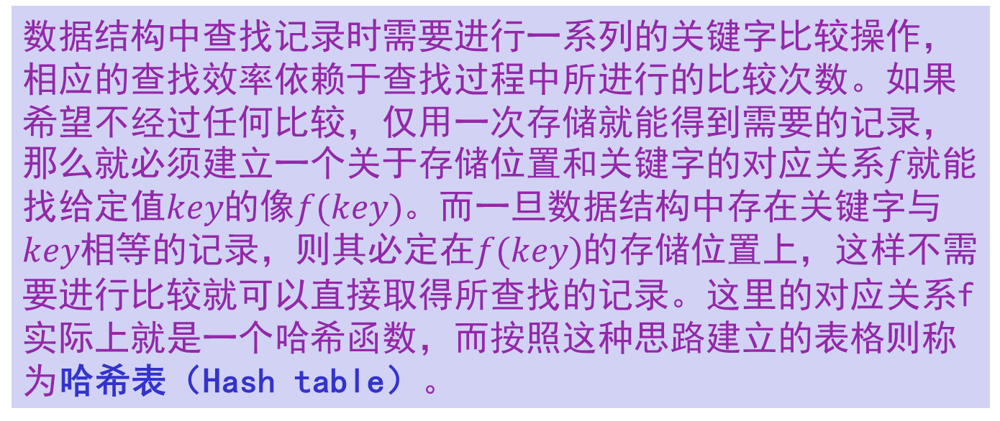 数据结构中查找记录时需要进行一系列的关键字比较操作，
相应的查找效率依赖于查找过程中所进行的比较次数。如果
希望不经过任何比较，仅用一次存储就能得到需要的记录，
那么就必须建立一个关于存储位置和关键字的对应关系f就能
找给定值key的像f(key)。而一旦数据结构中存在关键字与
key相等的记录，则其必定在f(key)的存储位置上，这样不需
要进行比较就可以直接取得所查找的记录。这里的对应关系f
实际上就是一个哈希函数，而按照这种思路建立的表格则称
为哈希表（Hash table）。